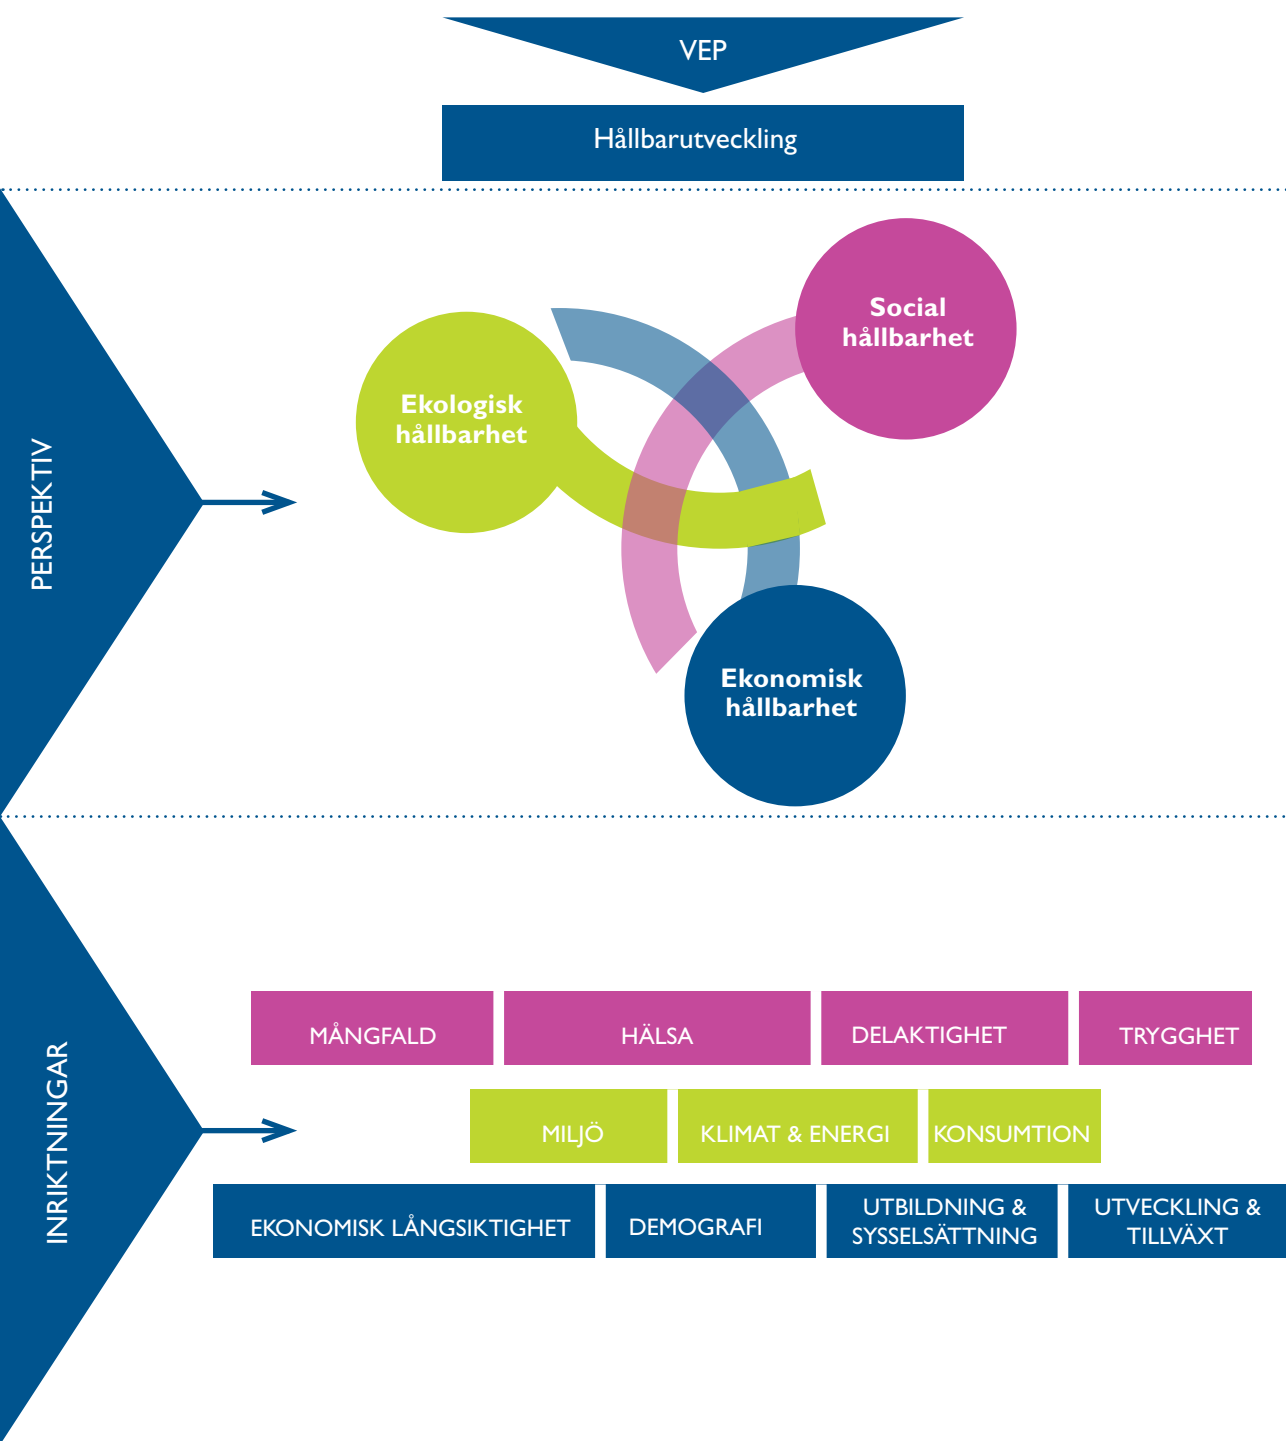 VEP
Hållbarutveckling
PERSPEKTIV
Social
hållbarhet
Ekologisk
hållbarhet
Ekonomisk
hållbarhet
INRIKTNINGAR
MÅNGFALD
HÄLSA
DELAKTIGHET
TRYGGHET
MILJÖ
KLIMAT & ENERGI
KONSUMTION
EKONOMISK LÅNGSIKTIGHET
DEMOGRAFI
UTBILDNING &
SYSSELSÄTTNING
UTVECKLING &
TILLVÄXT